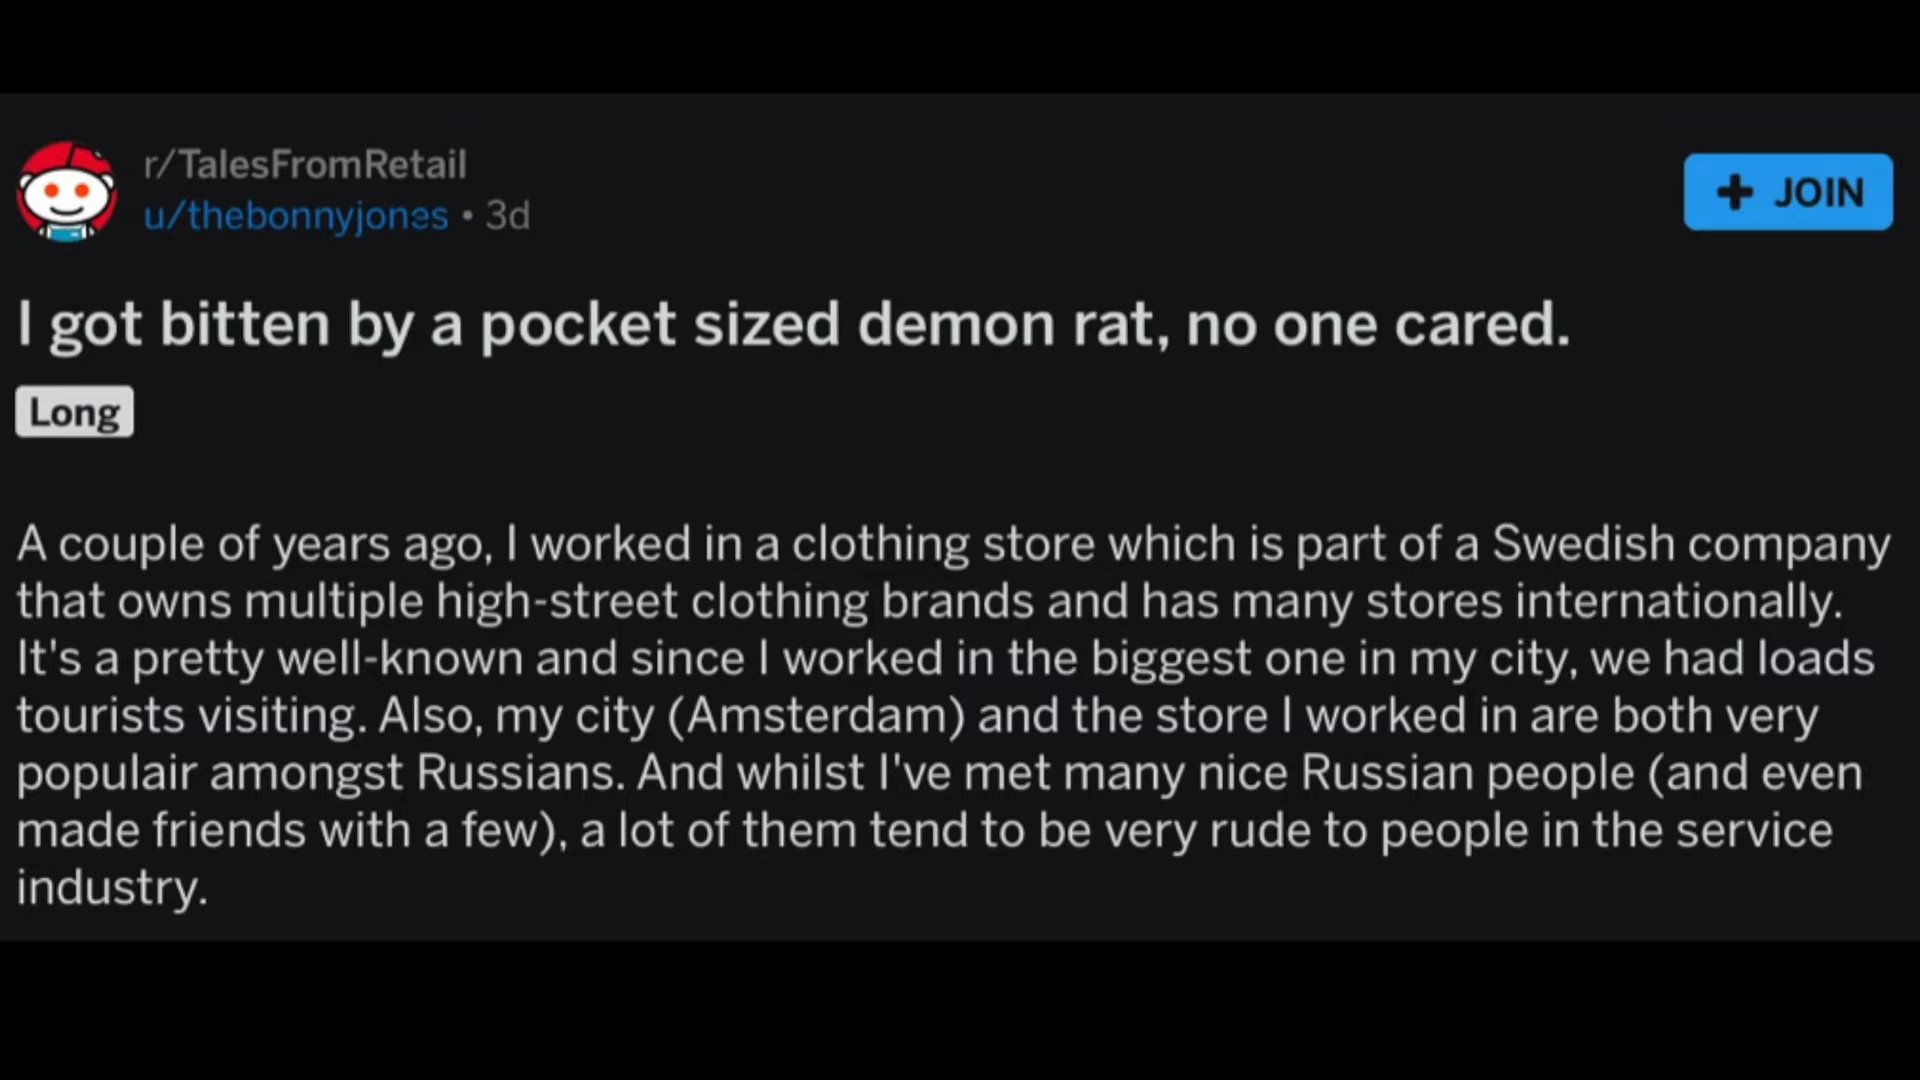 r/TalesFromRetail
u/thebonnyjones • 3d
+ JOIN
I got bitten by a pocket sized demon rat, no one cared.
Long
A couple of years ago, I worked in a clothing store which is part of a Swedish company
that owns multiple high-street clothing brands and has many stores internationally.
It's a pretty well-known and since I worked in the biggest one in my city, we had loads
tourists visiting. Also, my city (Amsterdam) and the store I worked in are both very
populair amongst Russians. And whilst I've met many nice Russian people (and even
made friends with a few), a lot of them tend to be very rude to people in the service
industry.